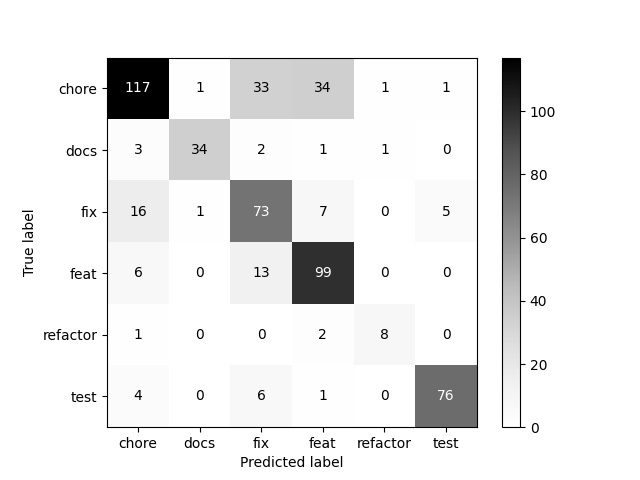 chore 117 1 33 34 1 1
docs 3 34 2 1 1 0
fix 16 1 73 7 0 5
feat 6 0 13 99 0 0
refactor 1 0 0 2 8 0
test 4 0 6 1 0 76
chore docs fix feat refactor test
Predicted label
True label
100
80
60
40
20
0